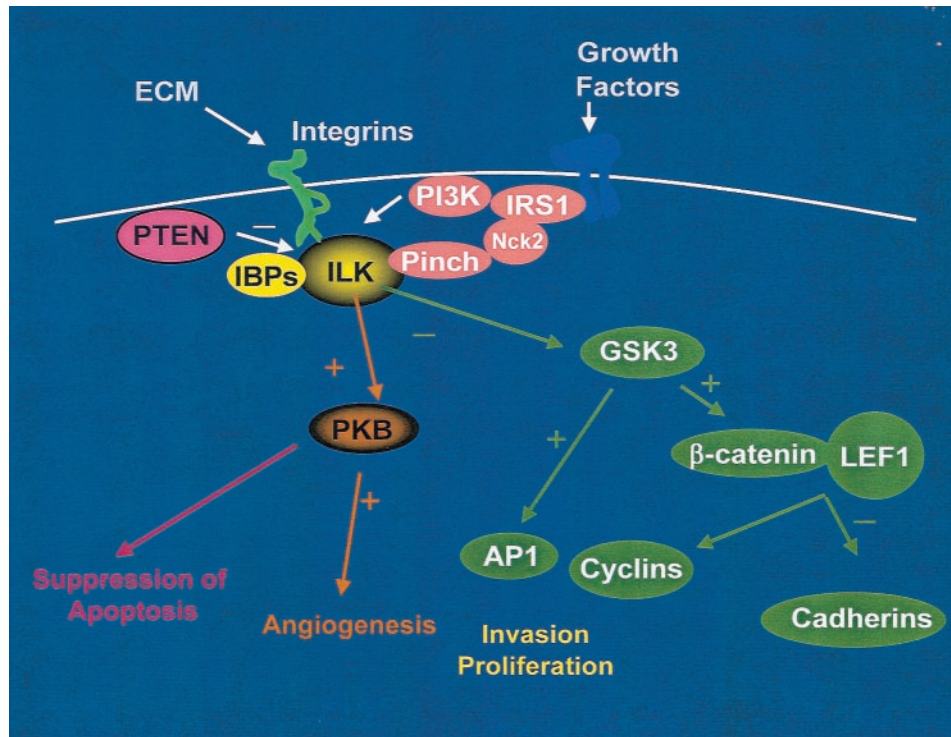 Growth
Factors
ECM
Integrins
PI3K
IRS1
PTEN
–
Nck2
IBPs
ILK
Pinch
–
GSK3
+
+
PKB
+
β-catenin
LEF1
+
–
AP1
Cyclins
Suppression of
Apoptosis
Angiogenesis
Cadherins
Invasion
Proliferation